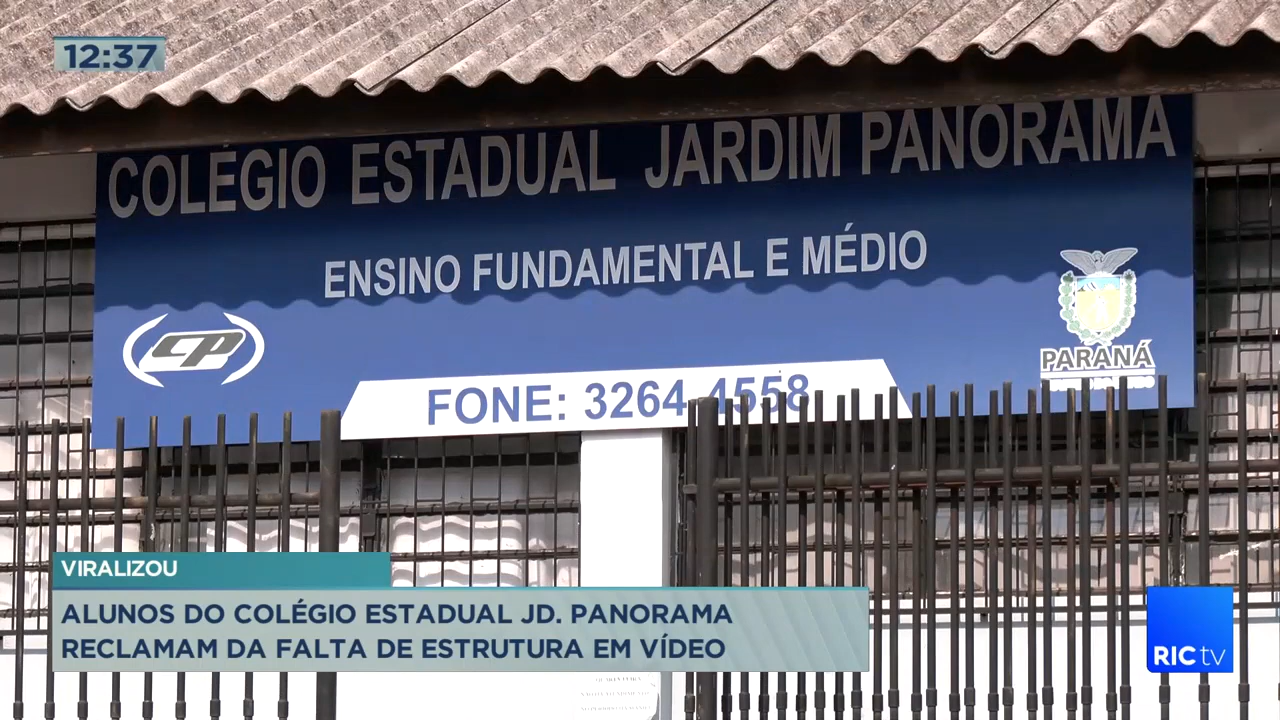 12:37
COLÉGIO ESTADUAL JARDIM PANORAMA
ENSINO FUNDAMENTAL E MÉDIO
CP
PARANÁ
FONE: 3264-4558
VIRALIZOU
ALUNOS DO COLÉGIO ESTADUAL JD. PANORAMA
RECLAMAM DA FALTA DE ESTRUTURA EM VÍDEO
RICtv